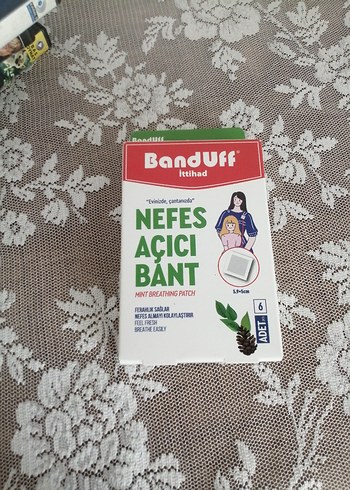 BandUff
BandUff®
İttihad
"Evinizde, çantanızda"
NEFES
AÇICI
BANT
MINT BREATHING PATCH
FERAHLIK SAĞLAR
NEFES ALMAYI KOLAYLAŞTIRIR
FEEL FRESH
BREATHE EASILY
6
ADET